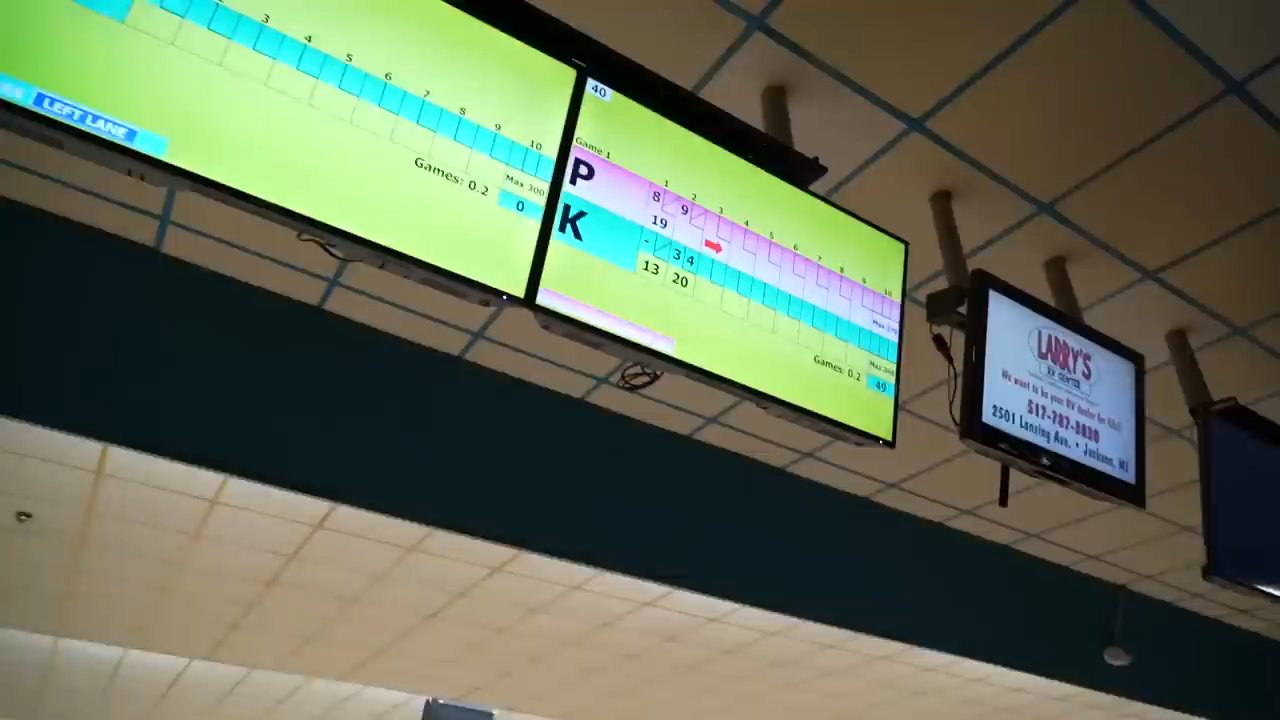 3 4 5 6 7 8 9 10
LEFT LANE
Games: 0.2
Max 300
0
40
Game 1
1 2 3 4 5 6 7 8 9 10
P
8 / 9 /
19
K
- / 3 4
13 20
Games: 0.2
49
LARRY'S
RV CENTER
We want to be your RV dealer for life!
517-787-3830
2501 Lansing Ave. • Jackson, MI